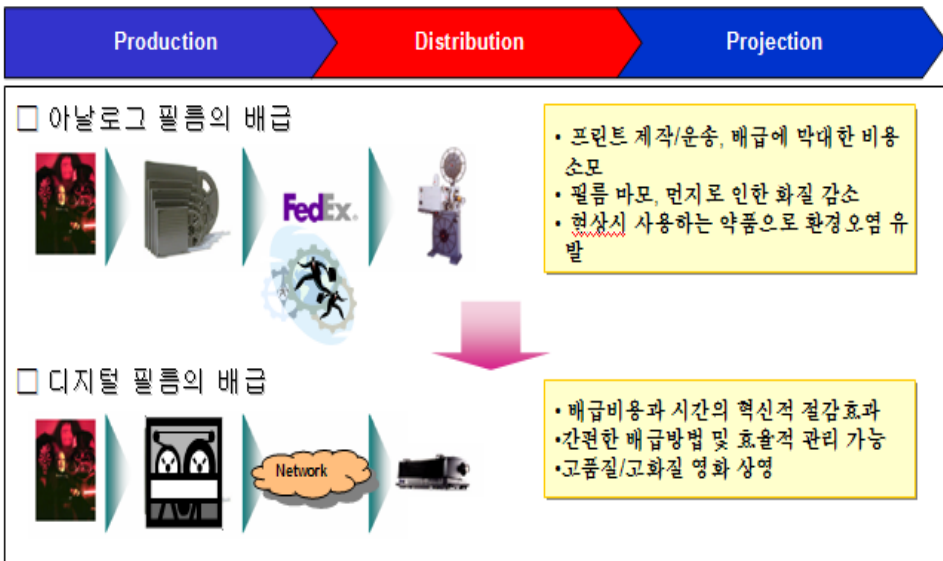 Production
Distribution
Projection
□ 아날로그 필름의 배급
FedEx®
• 프린트 제작/운송, 배급에 막대한 비용
소모
• 필름 마모, 먼지로 인한 화질 감소
• 현상시 사용하는 약품으로 환경오염 유
발
□ 디지털 필름의 배급
Network
• 배급비용과 시간의 혁신적 절감효과
•간편한 배급방법 및 효율적 관리 가능
•고품질/고화질 영화 상영